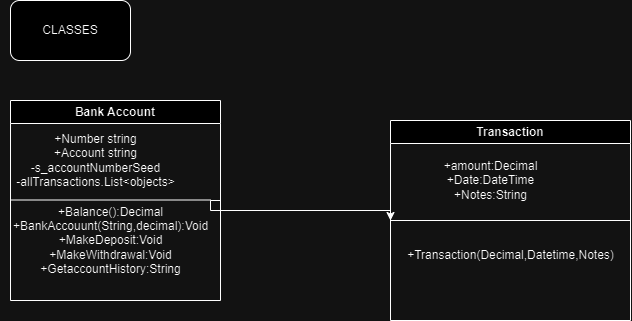 CLASSES
Bank Account
+Number string
+Account string
-s_accountNumberSeed
-allTransactions.List<objects>
+Balance():Decimal
+BankAccouunt(String,decimal):Void
+MakeDeposit:Void
+MakeWithdrawal:Void
+GetaccountHistory:String
Transaction
+amount:Decimal
+Date:DateTime
+Notes:String
+Transaction(Decimal,Datetime,Notes)